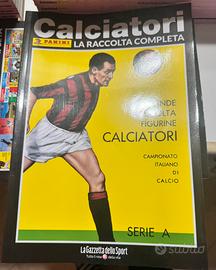 Calciatori
PANINI
LA RACCOLTA COMPLETA
GRANDE
RACCOLTA
FIGURINE
CALCIATORI
CAMPIONATO
ITALIANO
DI
CALCIO
SERIE A
La Gazzetta dello Sport
Subito